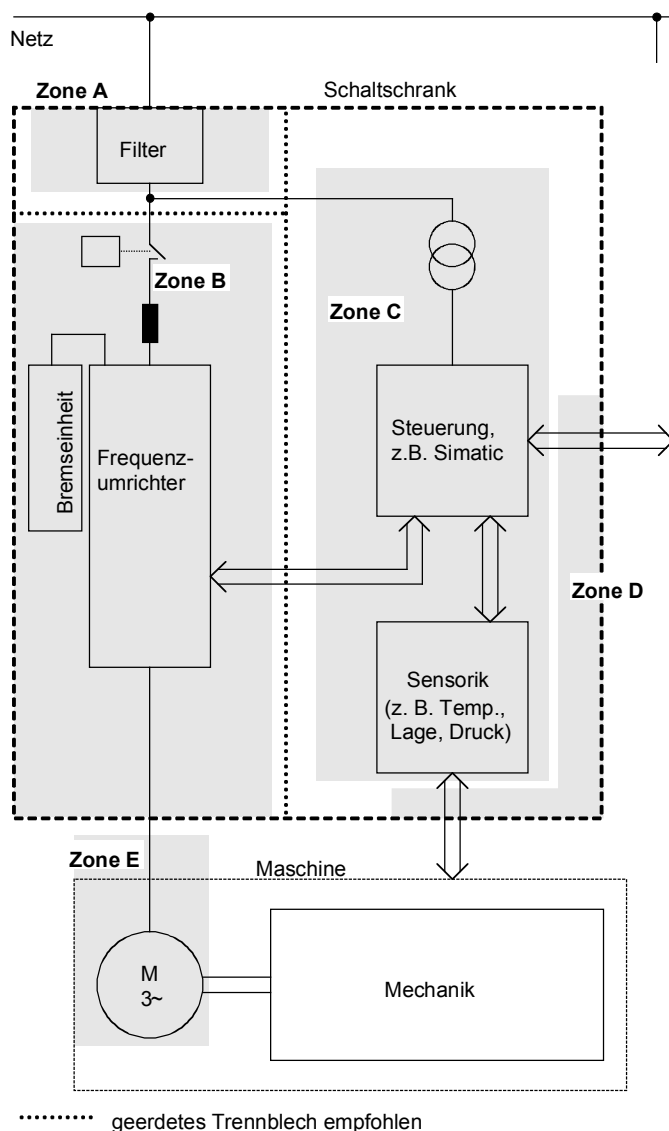 Netz
Zone A
Schaltschrank
Filter
Zone B
Zone C
Bremseinheit
Frequenz-
umrichter
Steuerung,
z.B. Simatic
Zone D
Sensorik
(z. B. Temp.,
Lage, Druck)
Zone E
Maschine
M
3~
Mechanik
geerdetes Trennblech empfohlen